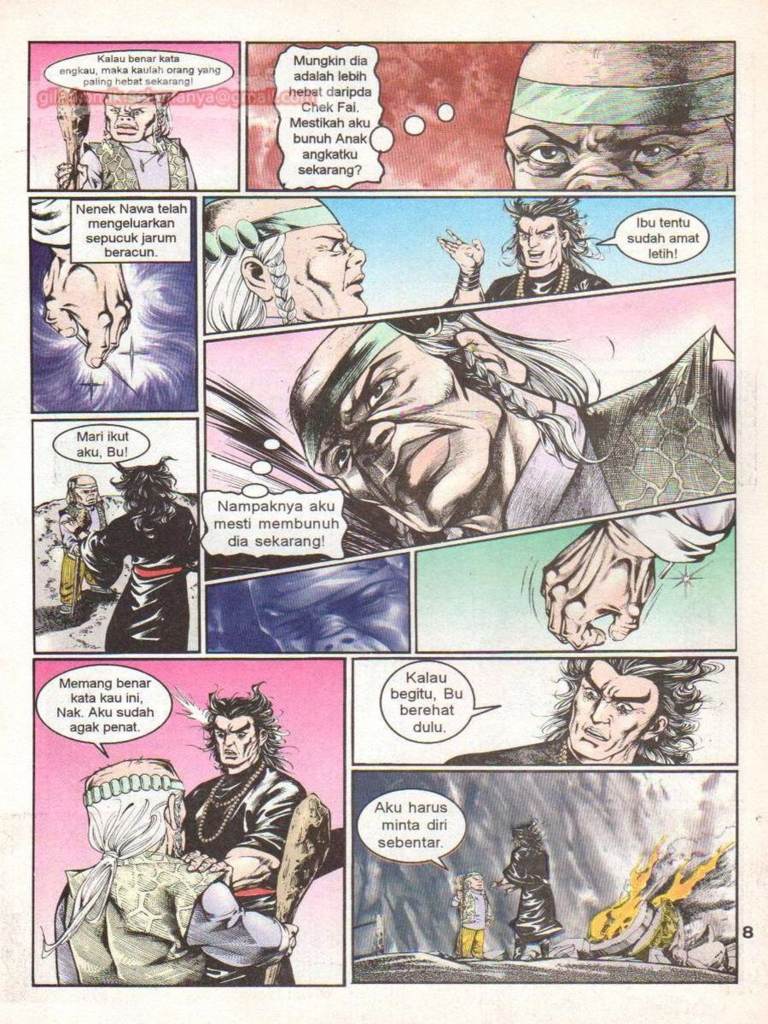 Kalau benar kata
engkau, maka kaulah orang yang
paling hebat sekarang!
Mungkin dia
adalah lebih
hebat daripda
Chek Fai.
Mestikah aku
bunuh Anak
angkatku
sekarang?
Nenek Nawa telah
mengeluarkan
sepucuk jarum
beracun.
Ibu tentu
sudah amat
letih!
Mari ikut
aku, Bu!
Nampaknya aku
mesti membunuh
dia sekarang!
Memang benar
kata kau ini,
Nak. Aku sudah
agak penat.
Kalau
begitu, Bu
berehat
dulu.
Aku harus
minta diri
sebentar.
8